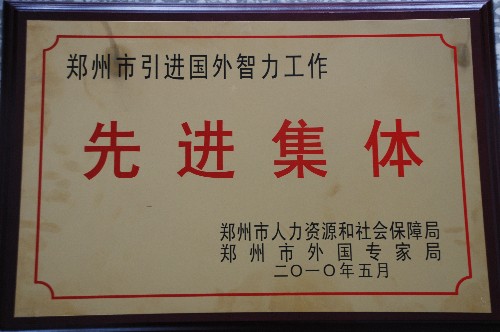 郑州市引进国外智力工作
先进集体
郑州市人力资源和社会保障局
郑州市外国专家局
二〇一〇年五月